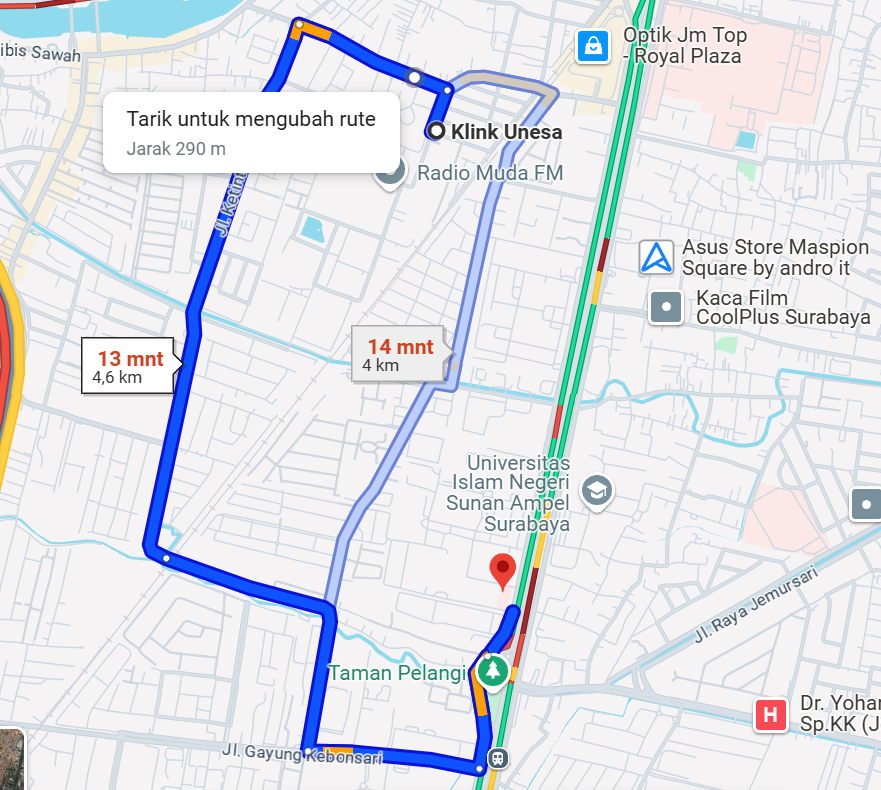 ibis Sawah
Optik Jm Top
- Royal Plaza
Tarik untuk mengubah rute
Jarak 290 m
Klink Unesa
Radio Muda FM
Jl. Ketint
Asus Store Maspion
Square by andro it
Kaca Film
CoolPlus Surabaya
14 mnt
4 km
13 mnt
4,6 km
Universitas
Islam Negeri
Sunan Ampel
Surabaya
Jl. Raya Jemursari
Taman Pelangi
H
Dr. Yohan
Sp.KK (J
Jl. Gayung Kebonsari